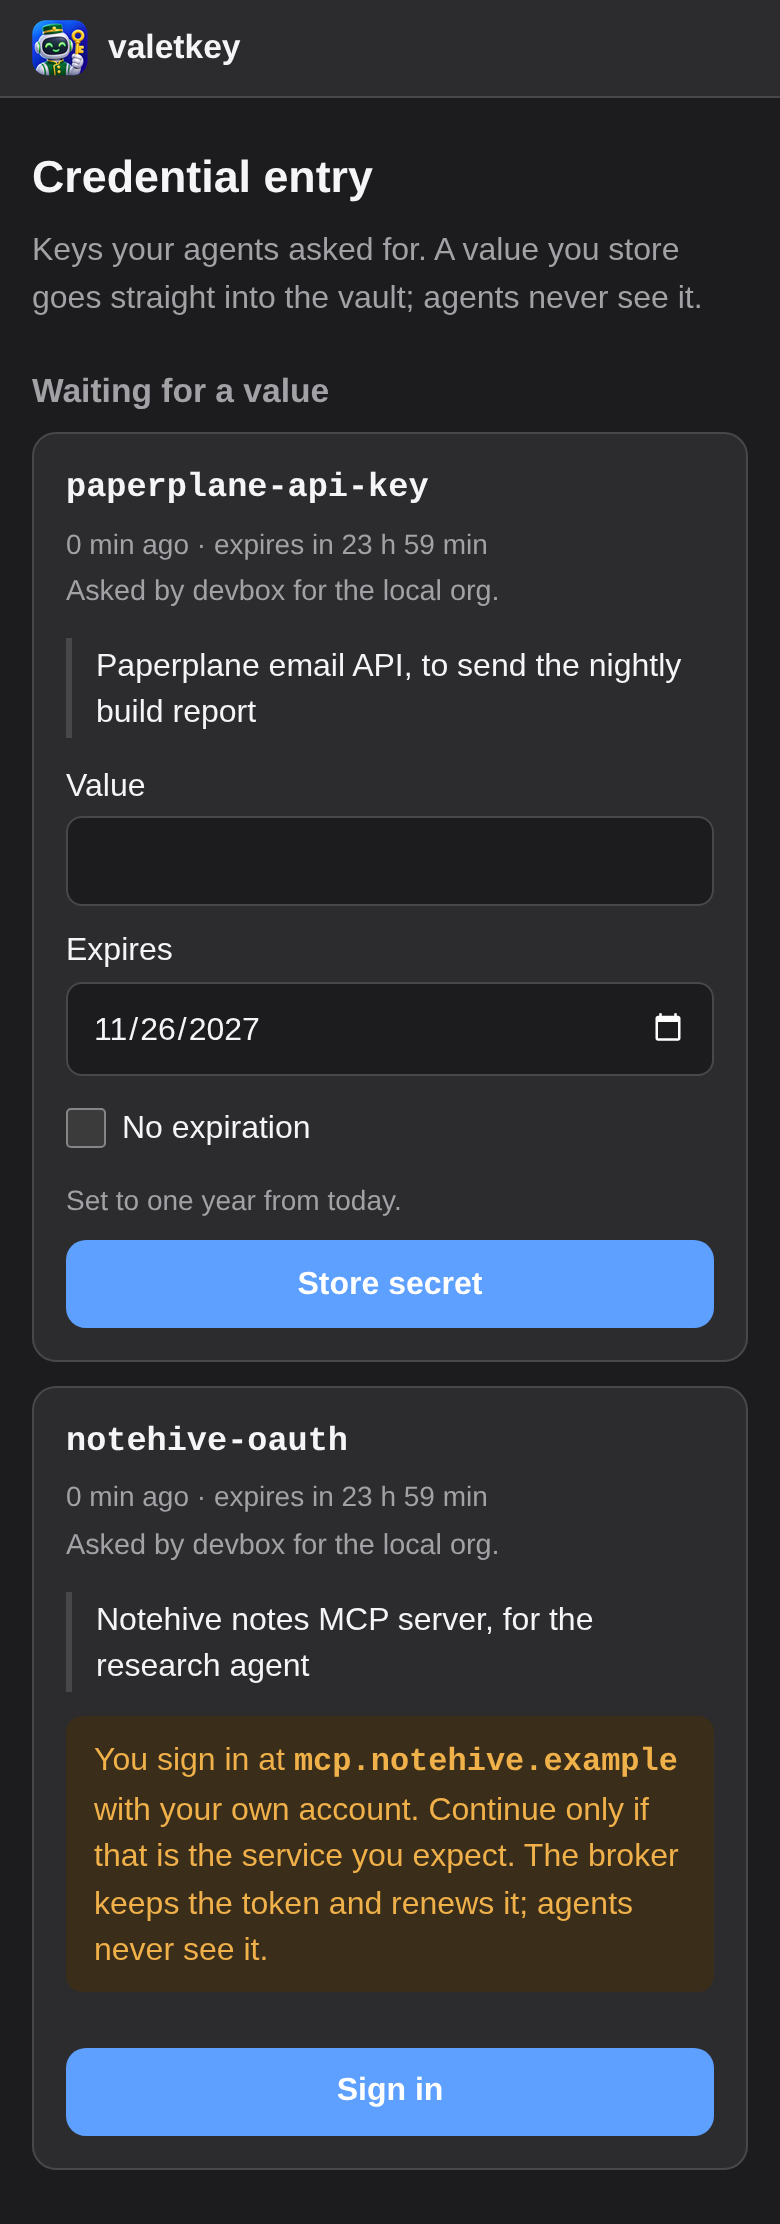 valetkey
Credential entry
Keys your agents asked for. A value you store
goes straight into the vault; agents never see it.
Waiting for a value
paperplane-api-key
0 min ago · expires in 23 h 59 min
Asked by devbox for the local org.
Paperplane email API, to send the nightly
build report
Value
Expires
11/26/2027
No expiration
Set to one year from today.
Store secret
notehive-oauth
0 min ago · expires in 23 h 59 min
Asked by devbox for the local org.
Notehive notes MCP server, for the
research agent
You sign in at mcp.notehive.example
with your own account. Continue only if
that is the service you expect. The broker
keeps the token and renews it; agents
never see it.
Sign in